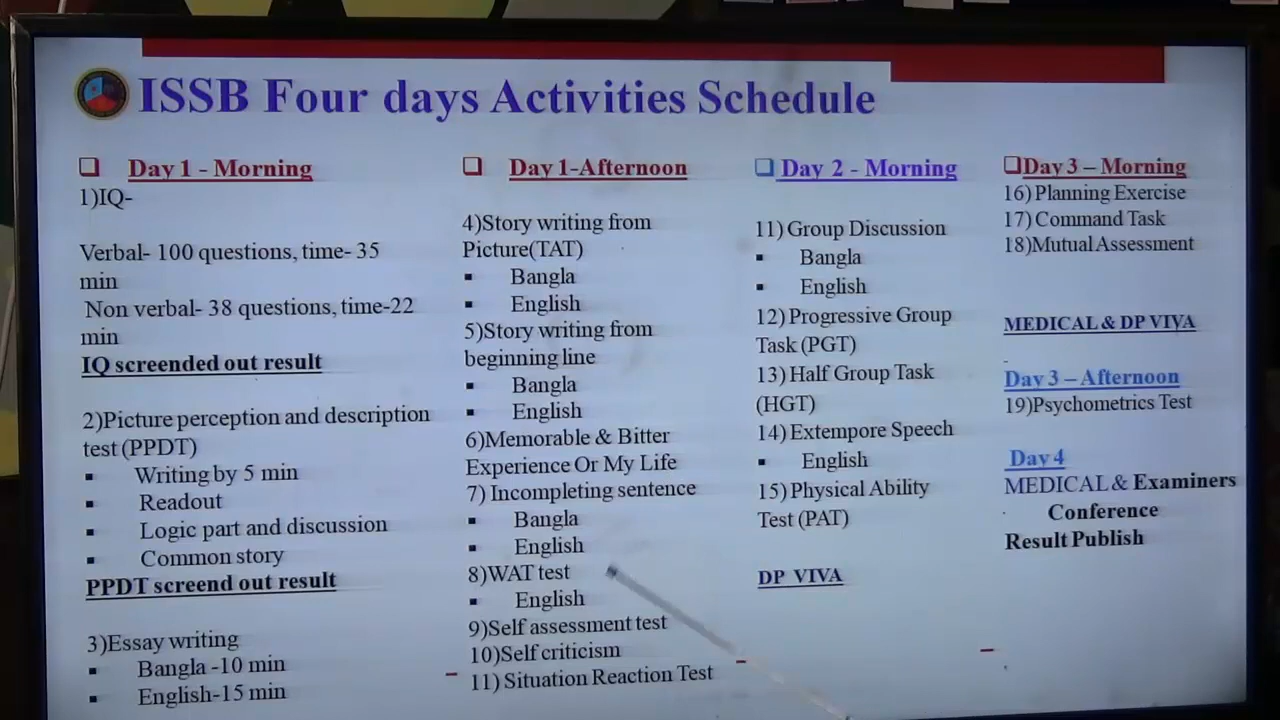 ISSB Four days Activities Schedule
❑ Day 1 - Morning
1)IQ-
Verbal- 100 questions, time- 35
min
Non verbal- 38 questions, time-22
min
IQ screended out result
2)Picture perception and description
test (PPDT)
▪ Writing by 5 min
▪ Readout
▪ Logic part and discussion
▪ Common story
PPDT screend out result
3)Essay writing
▪ Bangla -10 min
▪ English-15 min
❑ Day 1-Afternoon
4)Story writing from
Picture(TAT)
▪ Bangla
▪ English
5)Story writing from
beginning line
▪ Bangla
▪ English
6)Memorable & Bitter
Experience Or My Life
7) Incompleting sentence
▪ Bangla
▪ English
8)WAT test
▪ English
9)Self assessment test
10)Self criticism
11) Situation Reaction Test
❑ Day 2 - Morning
11) Group Discussion
▪ Bangla
▪ English
12) Progressive Group
Task (PGT)
13) Half Group Task
(HGT)
14) Extempore Speech
▪ English
15) Physical Ability
Test (PAT)
DP VIVA
❑Day 3 – Morning
16) Planning Exercise
17) Command Task
18)Mutual Assessment
MEDICAL & DP VIVA
Day 3 – Afternoon
19)Psychometrics Test
Day 4
MEDICAL & Examiners
Conference
Result Publish